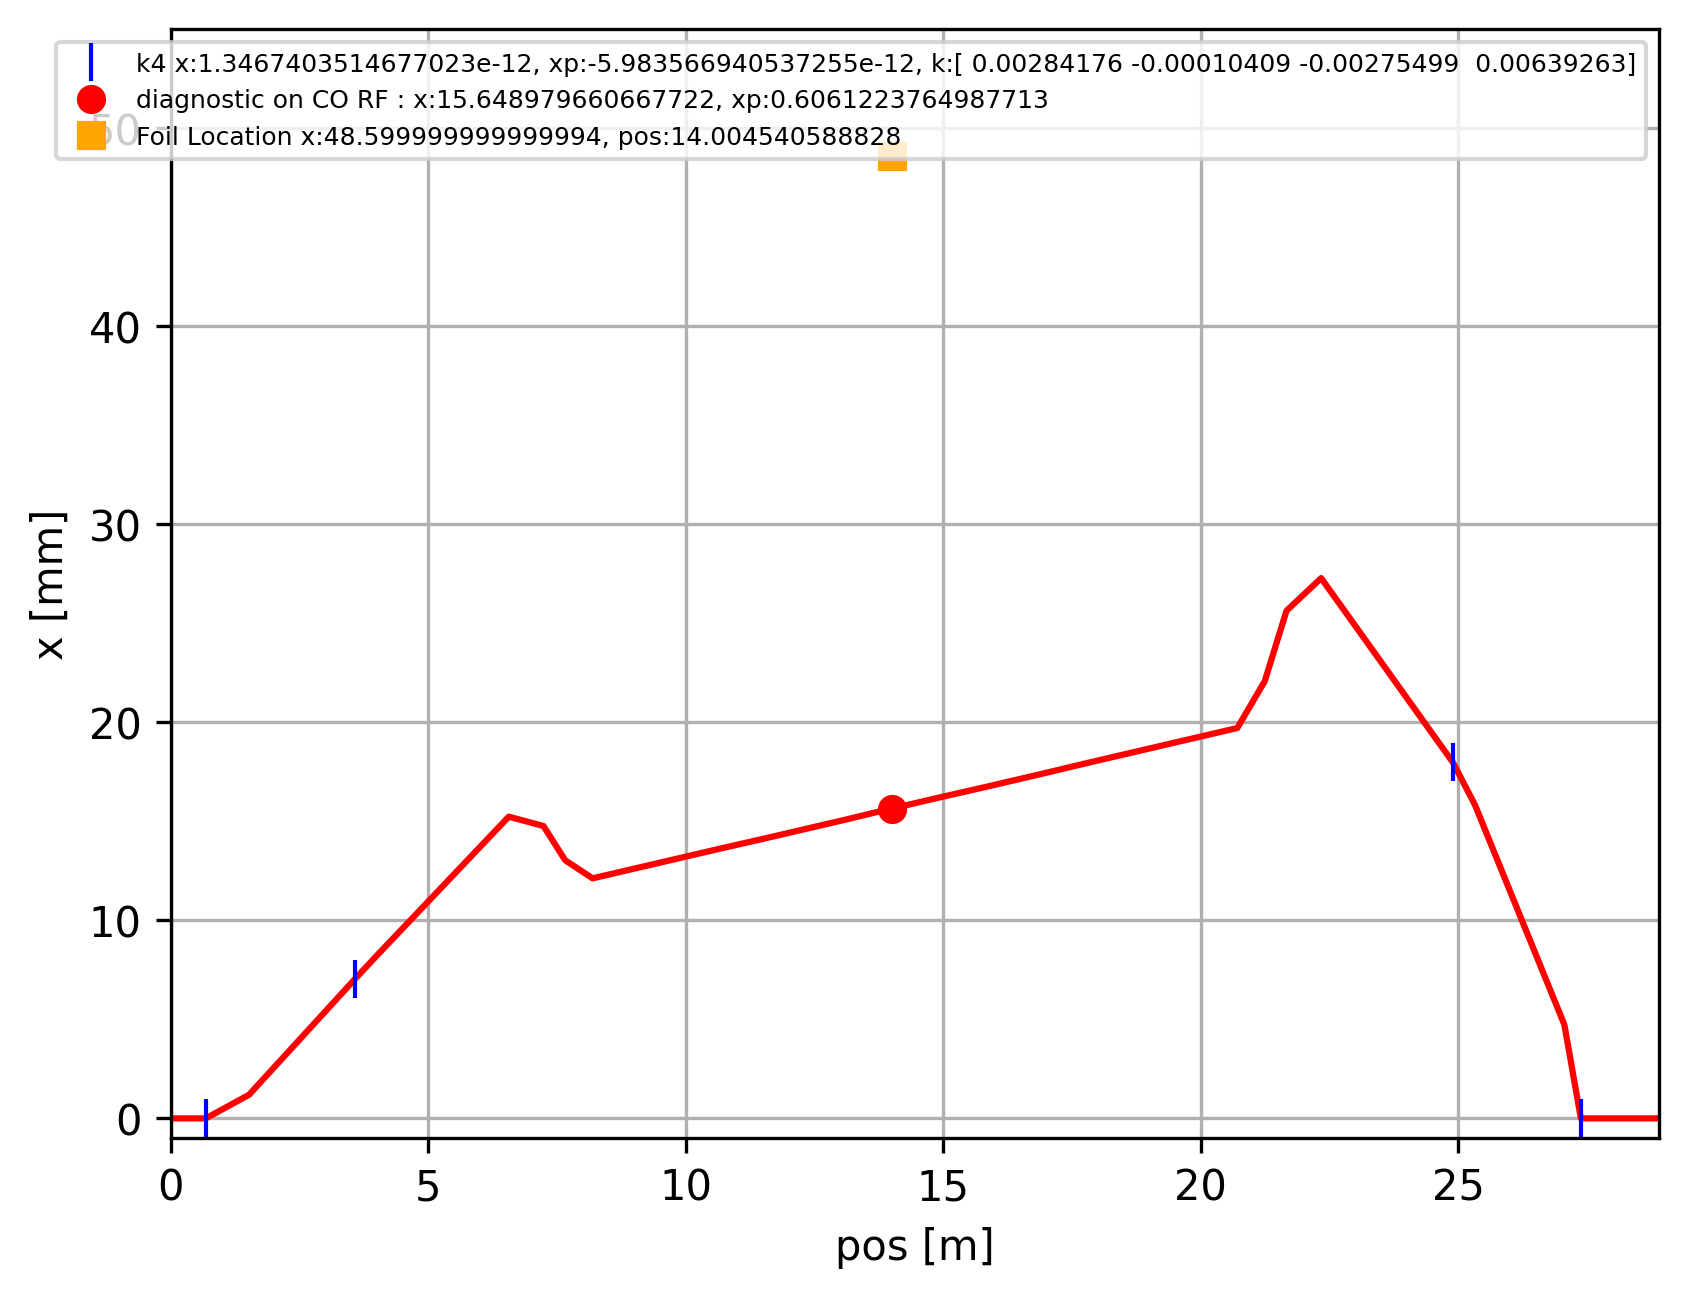 k4 x:1.3467403514677023e-12, xp:-5.983566940537255e-12, k:[ 0.00284176 -0.00010409 -0.00275499  0.00639263]
diagnostic on CO RF : x:15.648979660667722, xp:0.6061223764987713
Foil Location x:48.599999999999994, pos:14.004540588828
50
40
30
20
10
0
x [mm]
0 5 10 15 20 25
pos [m]